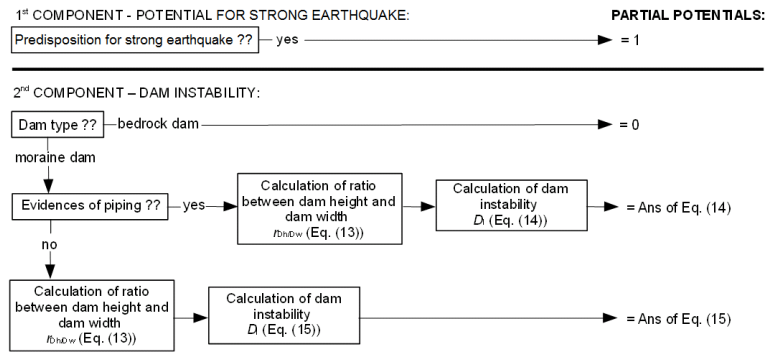 1st COMPONENT - POTENTIAL FOR STRONG EARTHQUAKE:
PARTIAL POTENTIALS:
Predisposition for strong earthquake ??
yes
= 1
2nd COMPONENT – DAM INSTABILITY:
Dam type ??
bedrock dam
= 0
moraine dam
Evidences of piping ??
yes
Calculation of ratio
between dam height and
dam width
rDh/Dw (Eq. (13))
Calculation of dam
instability
Di (Eq. (14))
= Ans of Eq. (14)
no
Calculation of ratio
between dam height and
dam width
rDh/Dw (Eq. (13))
Calculation of dam
instability
Di (Eq. (15))
= Ans of Eq. (15)